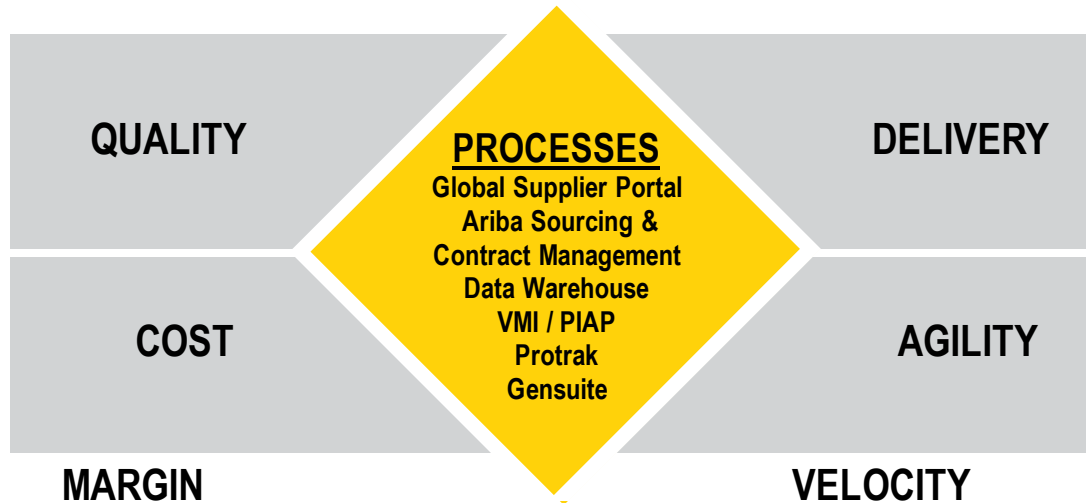 QUALITY
DELIVERY
PROCESSES
Global Supplier Portal
Ariba Sourcing &
Contract Management
Data Warehouse
VMI / PIAP
Protrak
Gensuite
COST
AGILITY
MARGIN
VELOCITY